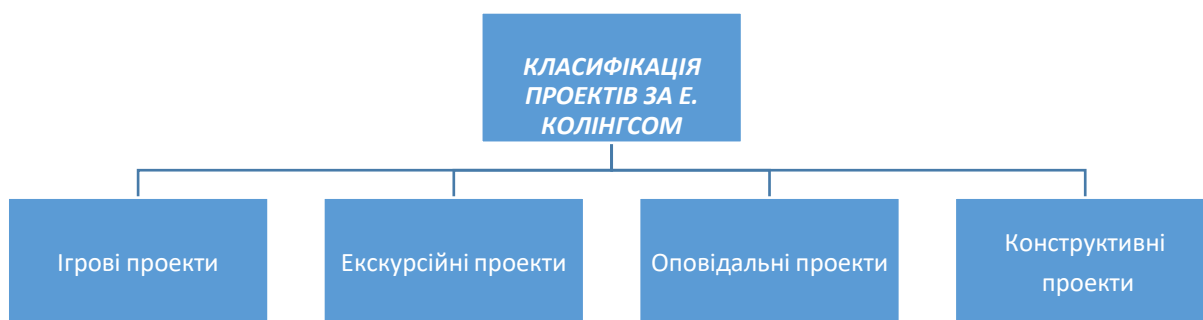 КЛАСИФІКАЦІЯ
ПРОЕКТІВ ЗА Е.
КОЛІНГСОМ
Ігрові проекти
Екскурсійні проекти
Оповідальні проекти
Конструктивні
проекти